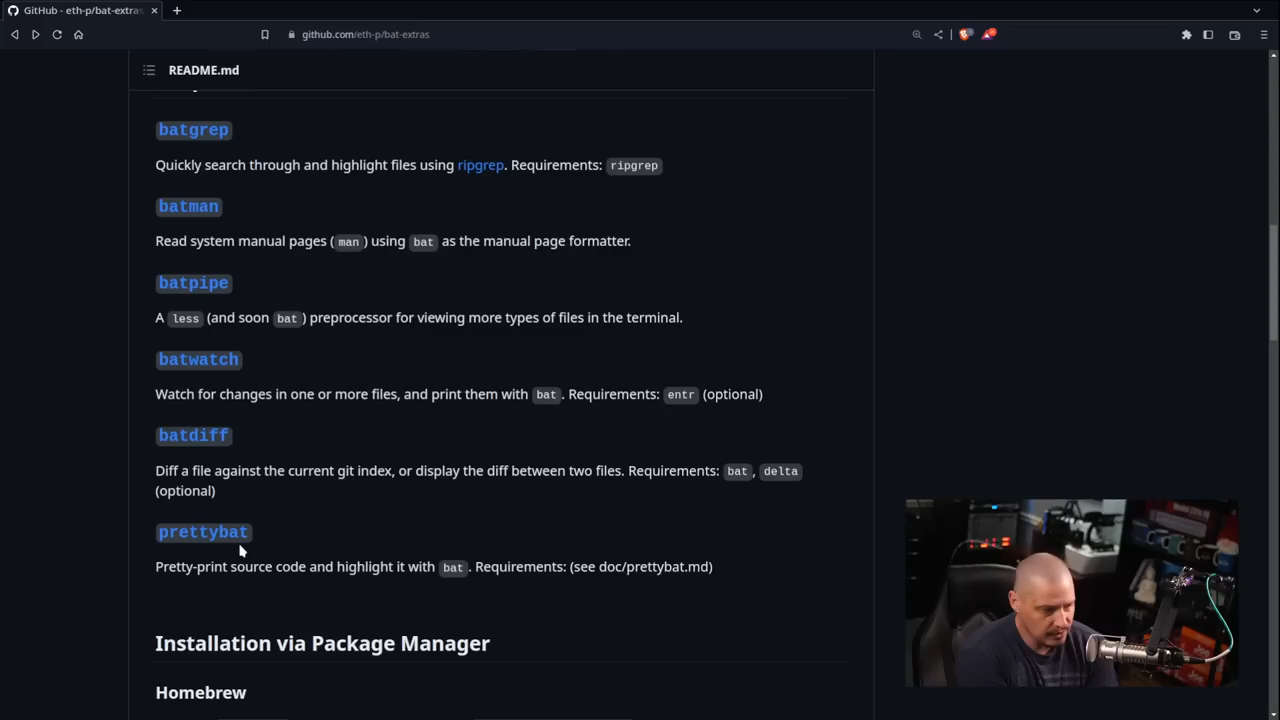 GitHub - eth-p/bat-extras
github.com/eth-p/bat-extras
README.md
batgrep
Quickly search through and highlight files using ripgrep. Requirements: ripgrep
batman
Read system manual pages (man) using bat as the manual page formatter.
batpipe
A less (and soon bat) preprocessor for viewing more types of files in the terminal.
batwatch
Watch for changes in one or more files, and print them with bat. Requirements: entr (optional)
batdiff
Diff a file against the current git index, or display the diff between two files. Requirements: bat, delta
(optional)
prettybat
Pretty-print source code and highlight it with bat. Requirements: (see doc/prettybat.md)
Installation via Package Manager
Homebrew